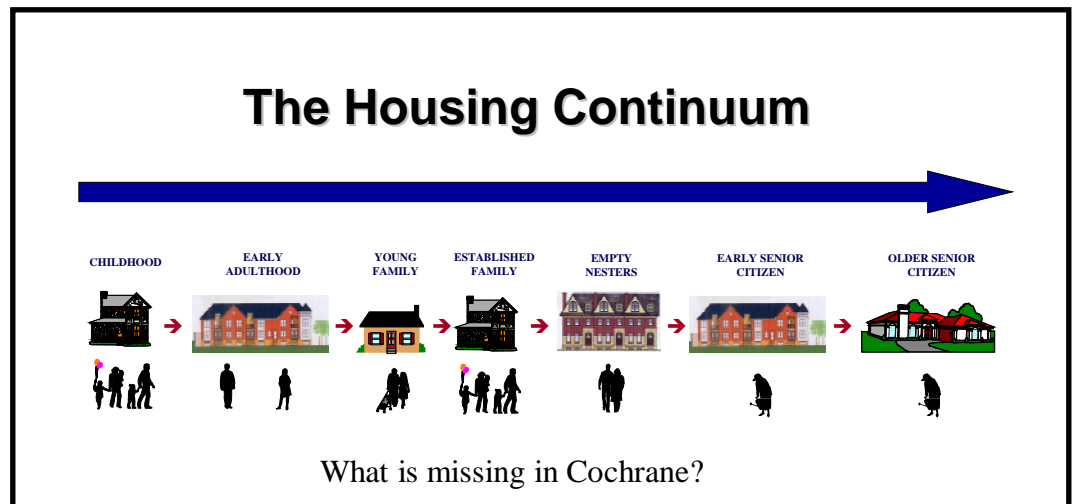 The Housing Continuum
CHILDHOOD
EARLY
ADULTHOOD
YOUNG
FAMILY
ESTABLISHED
FAMILY
EMPTY
NESTERS
EARLY SENIOR
CITIZEN
OLDER SENIOR
CITIZEN
What is missing in Cochrane?